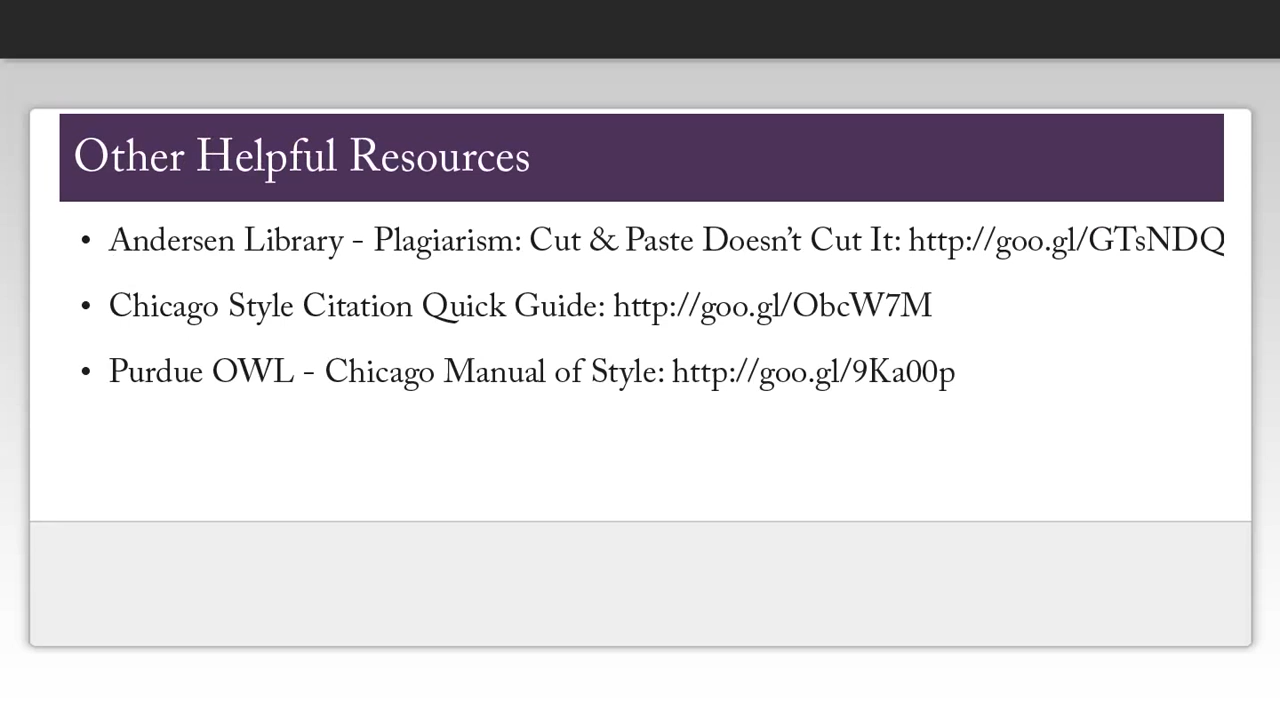 Other Helpful Resources
• Andersen Library - Plagiarism: Cut & Paste Doesn’t Cut It: http://goo.gl/GTsNDQ
• Chicago Style Citation Quick Guide: http://goo.gl/ObcW7M
• Purdue OWL - Chicago Manual of Style: http://goo.gl/9Ka00p